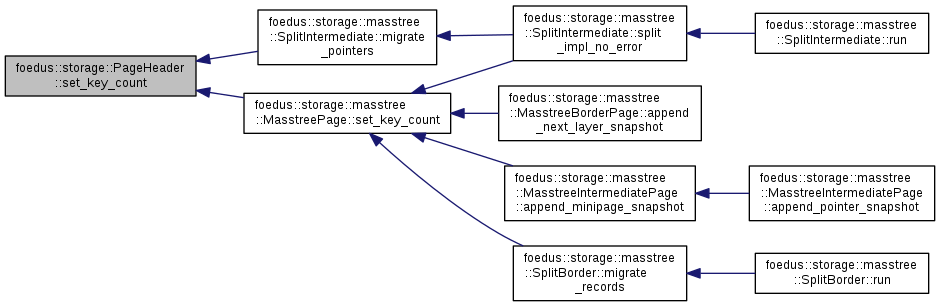 foedus::storage::PageHeader
::set_key_count
foedus::storage::masstree
::SplitIntermediate::migrate
_pointers
foedus::storage::masstree
::MasstreePage::set_key_count
foedus::storage::masstree
::SplitIntermediate::split
_impl_no_error
foedus::storage::masstree
::MasstreeBorderPage::append
_next_layer_snapshot
foedus::storage::masstree
::MasstreeIntermediatePage
::append_minipage_snapshot
foedus::storage::masstree
::SplitBorder::migrate
_records
foedus::storage::masstree
::SplitIntermediate::run
foedus::storage::masstree
::MasstreeIntermediatePage
::append_pointer_snapshot
foedus::storage::masstree
::SplitBorder::run